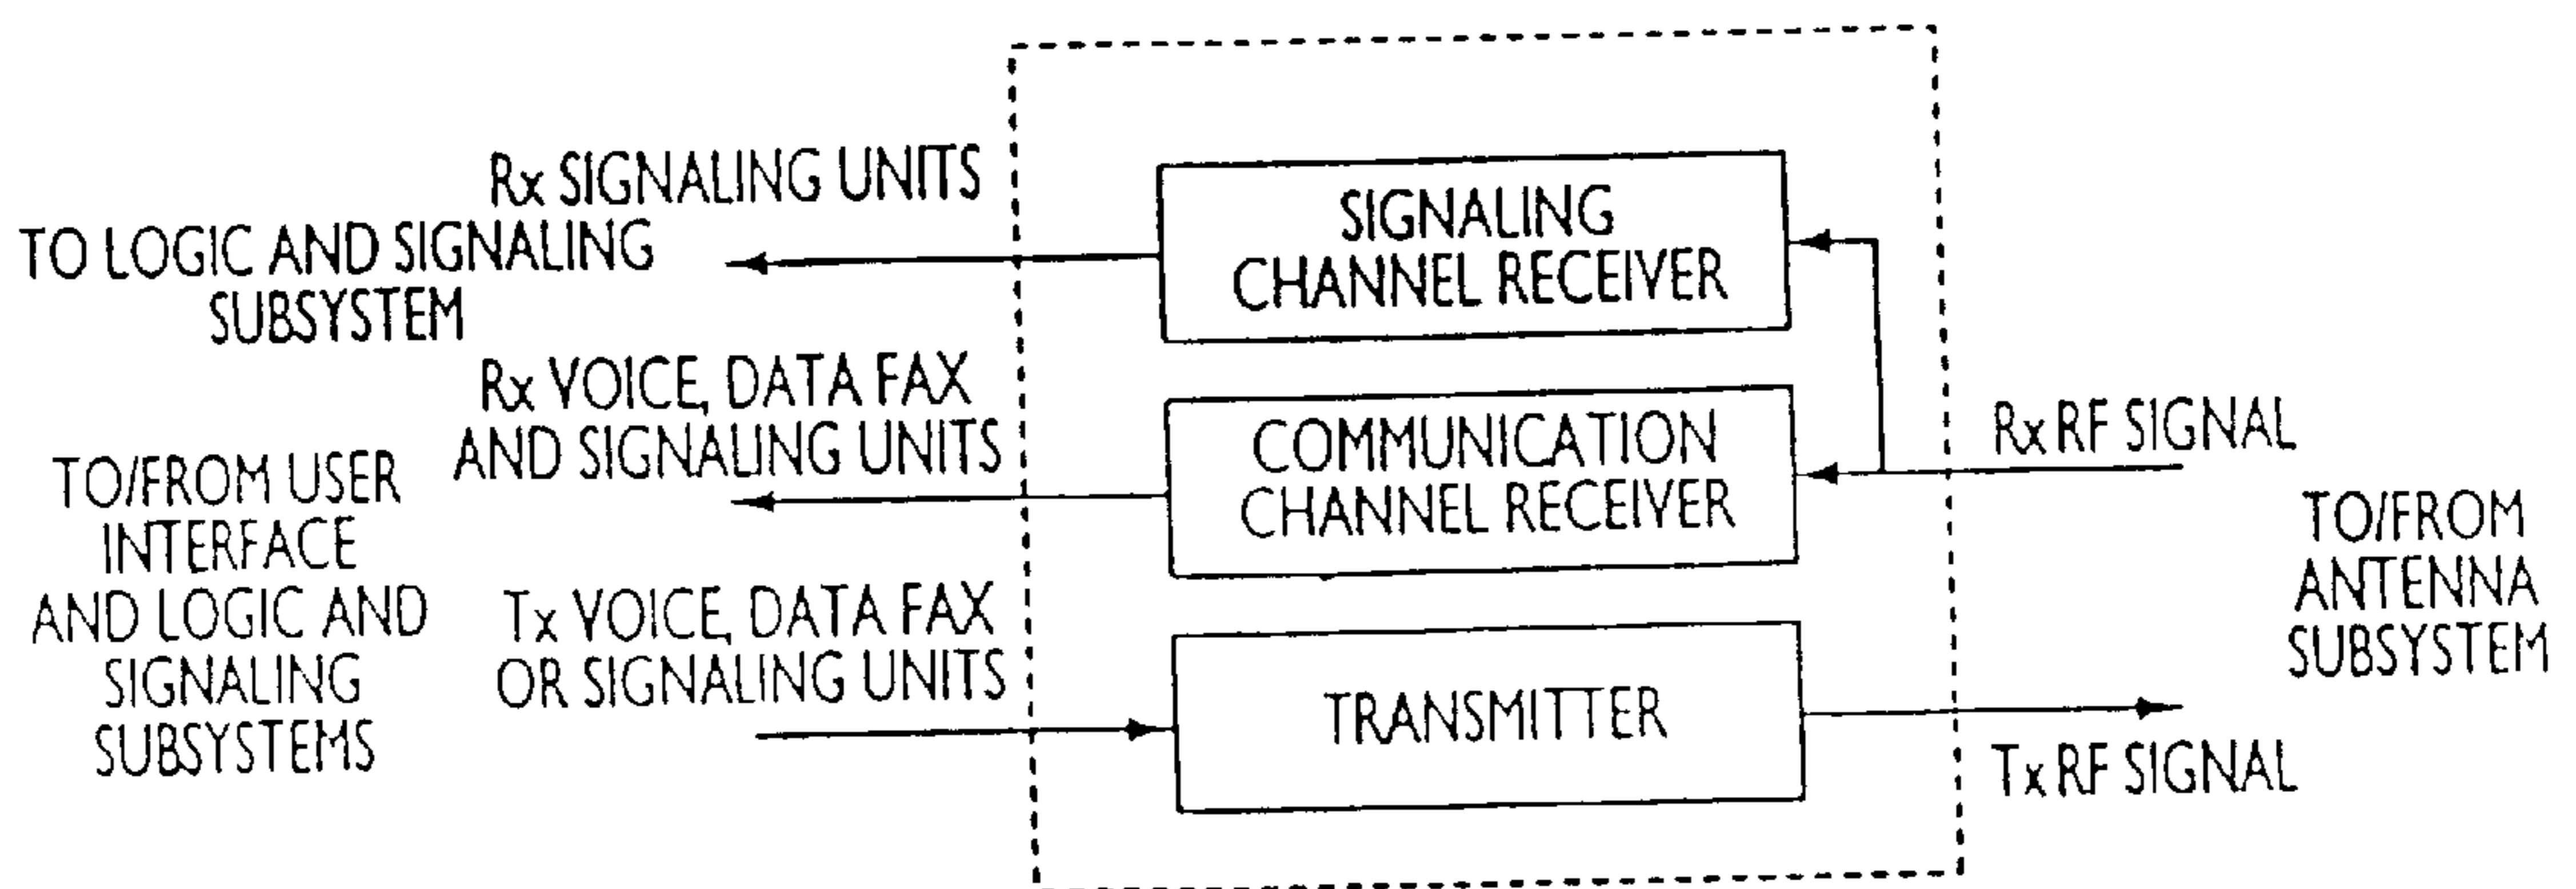 Rx SIGNALING UNITS
TO LOGIC AND SIGNALING
SUBSYSTEM
SIGNALING
CHANNEL RECEIVER
Rx VOICE, DATA FAX
AND SIGNALING UNITS
COMMUNICATION
CHANNEL RECEIVER
Rx RF SIGNAL
TO/FROM USER
INTERFACE
AND LOGIC AND
SIGNALING
SUBSYSTEMS
Tx VOICE, DATA FAX
OR SIGNALING UNITS
TRANSMITTER
TO/FROM
ANTENNA
SUBSYSTEM
Tx RF SIGNAL